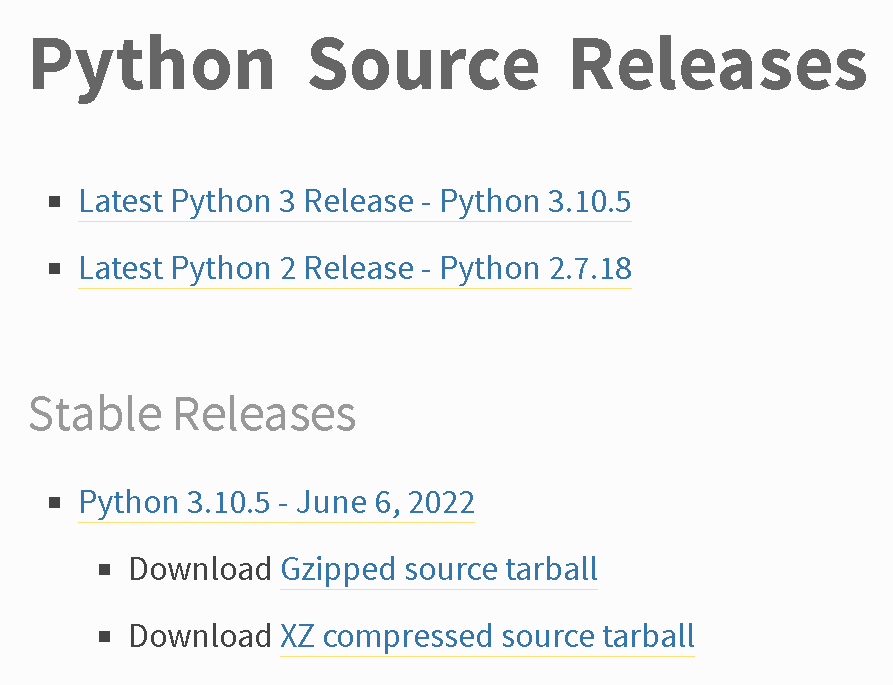 Python Source Releases
Latest Python 3 Release - Python 3.10.5
Latest Python 2 Release - Python 2.7.18
Stable Releases
Python 3.10.5 - June 6, 2022
Download Gzipped source tarball
Download XZ compressed source tarball